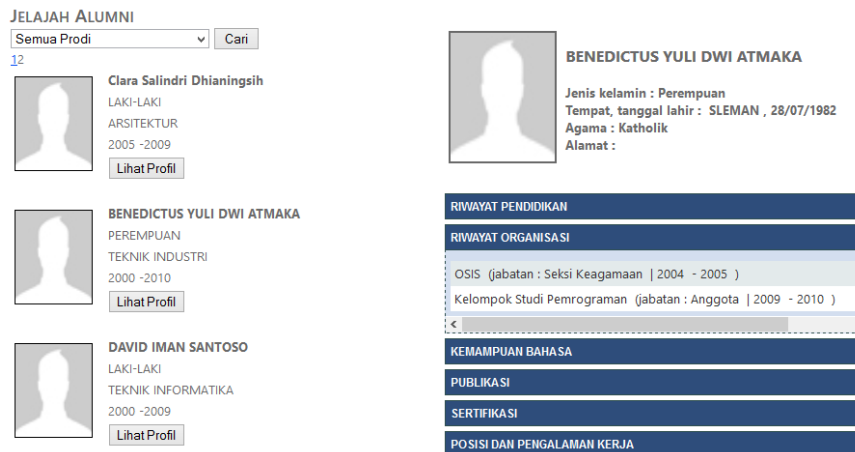 JELAJAH ALUMNI
Semua Prodi
Cari
12
Clara Salindri Dhianingsih
LAKI-LAKI
ARSITEKTUR
2005 -2009
Lihat Profil
BENEDICTUS YULI DWI ATMAKA
PEREMPUAN
TEKNIK INDUSTRI
2000 -2010
Lihat Profil
DAVID IMAN SANTOSO
LAKI-LAKI
TEKNIK INFORMATIKA
2000 -2009
Lihat Profil
BENEDICTUS YULI DWI ATMAKA
Jenis kelamin : Perempuan
Tempat, tanggal lahir : SLEMAN , 28/07/1982
Agama : Katholik
Alamat :
RIWAYAT PENDIDIKAN
RIWAYAT ORGANISASI
OSIS (jabatan : Seksi Keagamaan | 2004 - 2005 )
Kelompok Studi Pemrograman (jabatan : Anggota | 2009 - 2010 )
KEMAMPUAN BAHASA
PUBLIKASI
SERTIFIKASI
POSISI DAN PENGALAMAN KERJA